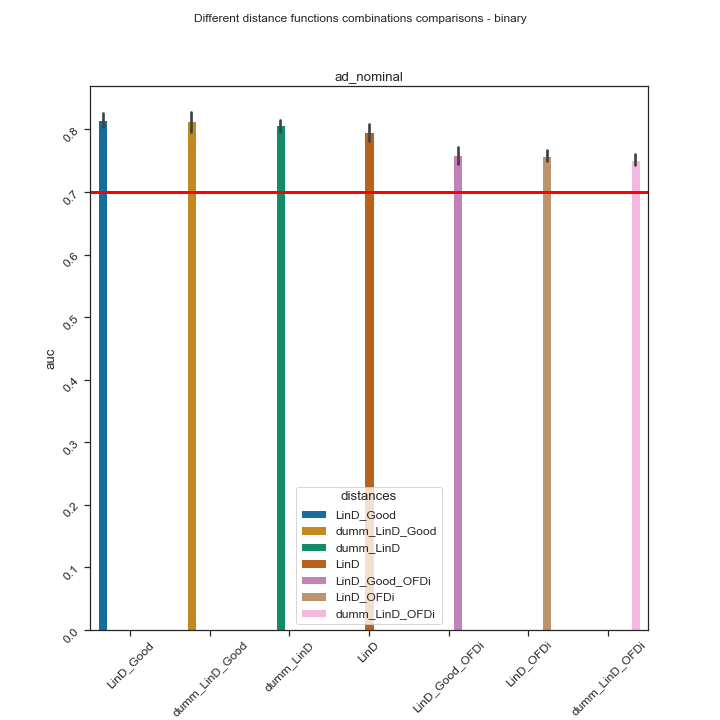 Different distance functions combinations comparisons - binary
ad_nominal
auc
0.8
0.7
0.6
0.5
0.4
0.3
0.2
0.1
0.0
distances
LinD_Good
dumm_LinD_Good
dumm_LinD
LinD
LinD_Good_OFDi
LinD_OFDi
dumm_LinD_OFDi
LinD_Good
dumm_LinD_Good
dumm_LinD
LinD
LinD_Good_OFDi
LinD_OFDi
dumm_LinD_OFDi